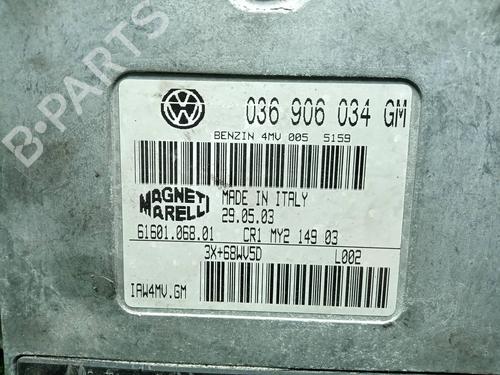 036 906 034 GM
BENZIN 4MV 005 5159
MAGNETI
MARELLI
MADE IN ITALY
29.05.03
61601.068.01 CR1 MY2 149 03
3X+68WV5D L002
IAW4MV.GM
B-PARTS